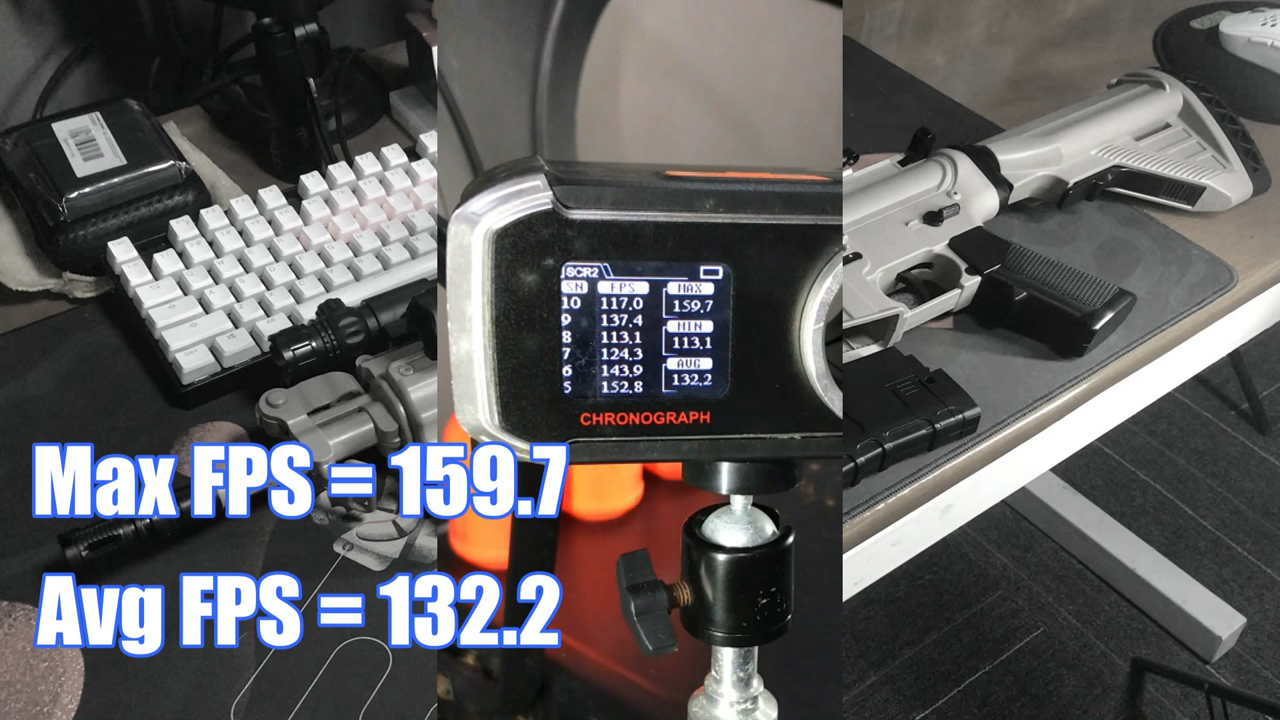 SCR2
SN FPS MAX
10 117.0 159.7
9 137.4 MIN
8 113.1 113.1
7 124.3 AVG
6 143.9 132.2
5 152.8
CHRONOGRAPH
Max FPS = 159.7
Avg FPS = 132.2